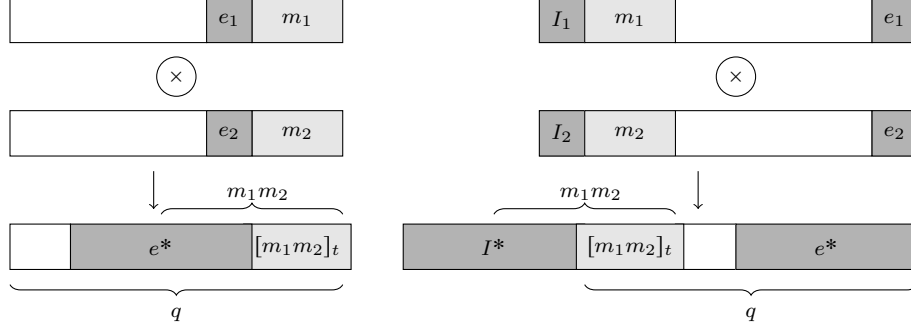 e₁ m₁ I₁ m₁ e₁
× ×
e₂ m₂ I₂ m₂ e₂
m₁m₂ m₁m₂
e* [m₁m₂]ₜ I* [m₁m₂]ₜ e*
q q